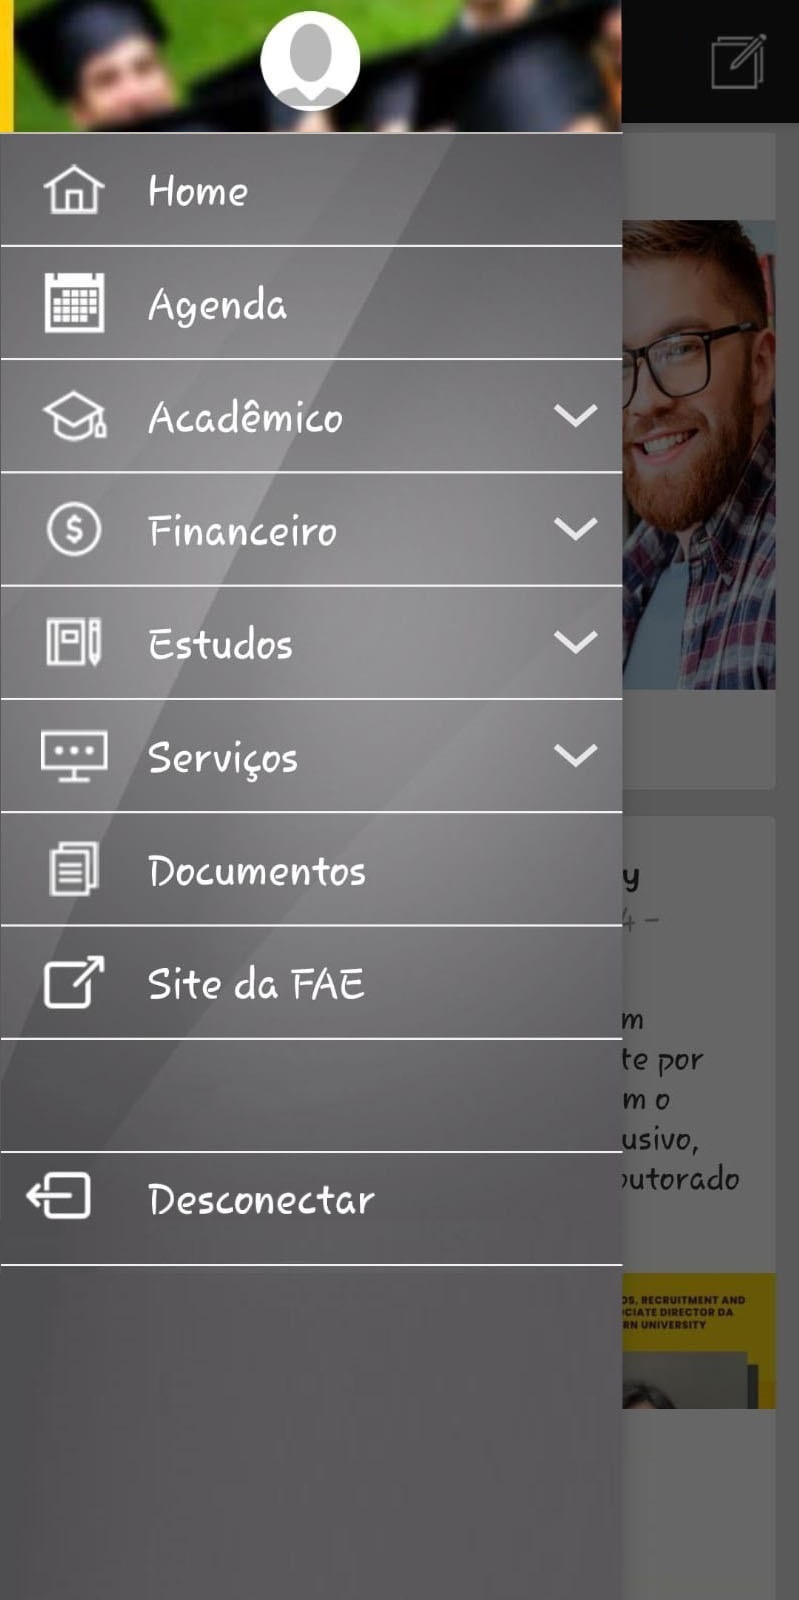 Home
Agenda
Acadêmico
Financeiro
Estudos
Serviços
Documentos
Site da FAE
Desconectar
y
4 –
m
te por
m o
usivo,
outorado
OS, RECRUITMENT AND
CIATE DIRECTOR DA
RN UNIVERSITY